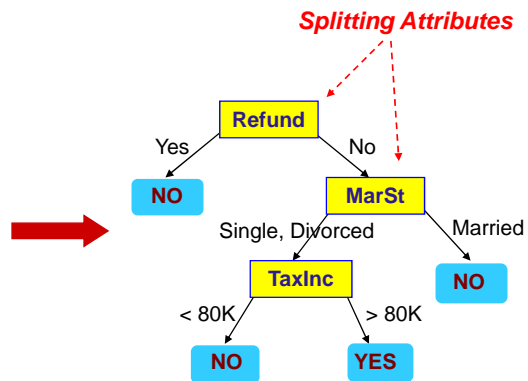 Splitting Attributes
Refund
Yes
No
NO
MarSt
Single, Divorced
Married
TaxInc
NO
< 80K
> 80K
NO
YES